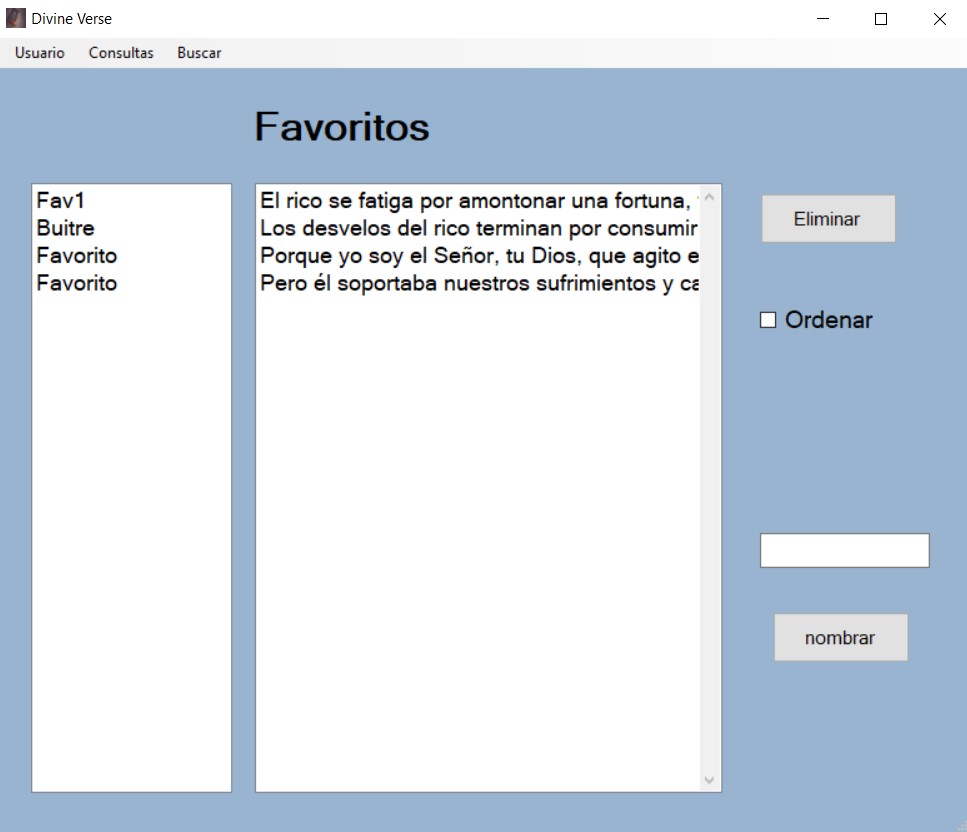 Divine Verse
Usuario Consultas Buscar
Favoritos
Fav1
Buitre
Favorito
Favorito
El rico se fatiga por amontonar una fortuna,
Los desvelos del rico terminan por consumir
Porque yo soy el Señor, tu Dios, que agito
Pero él soportaba nuestros sufrimientos y
Eliminar
Ordenar
nombrar